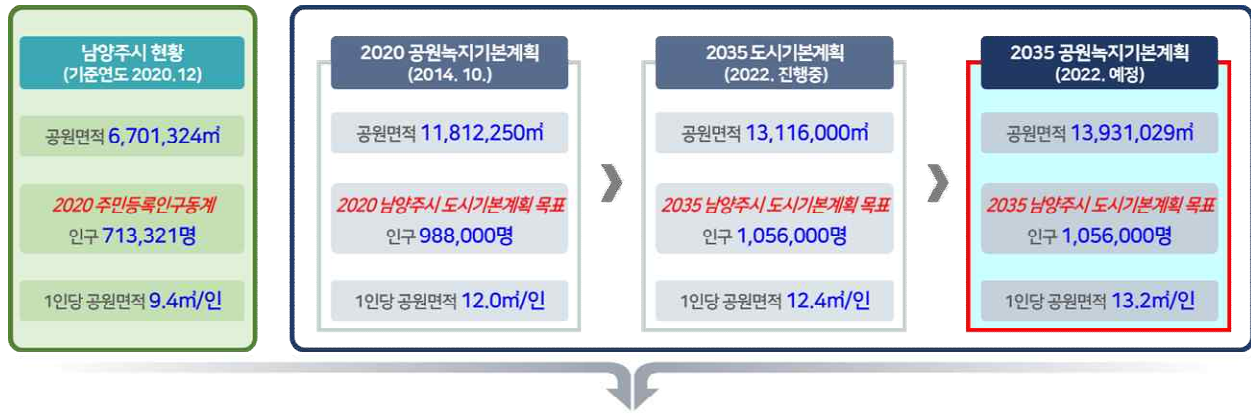 남양주시 현황
(기준연도 2020.12)
공원면적 6,701,324㎡
2020 주민등록인구통계
인구 713,321명
1인당 공원면적 9.4㎡/인
2020 공원녹지기본계획
(2014. 10.)
공원면적 11,812,250㎡
2020 남양주시 도시기본계획 목표
인구 988,000명
1인당 공원면적 12.0㎡/인
2035 도시기본계획
(2022. 진행중)
공원면적 13,116,000㎡
2035 남양주시 도시기본계획 목표
인구 1,056,000명
1인당 공원면적 12.4㎡/인
2035 공원녹지기본계획
(2022. 예정)
공원면적 13,931,029㎡
2035 남양주시 도시기본계획 목표
인구 1,056,000명
1인당 공원면적 13.2㎡/인